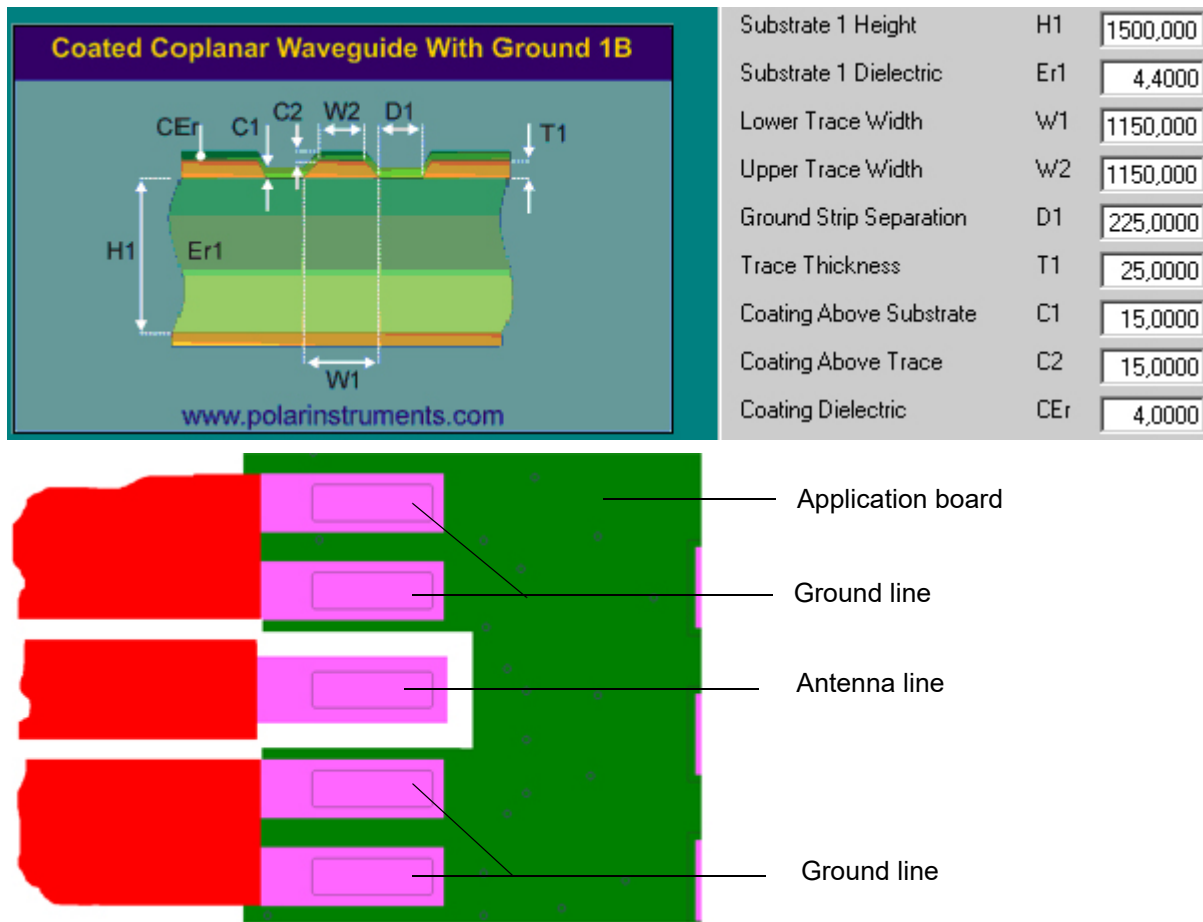 Coated Coplanar Waveguide With Ground 1B
CEr C1 C2 W2 D1 T1
H1 Er1
W1
www.polarinstruments.com
Substrate 1 Height H1 1500,000
Substrate 1 Dielectric Er1 4,4000
Lower Trace Width W1 1150,000
Upper Trace Width W2 1150,000
Ground Strip Separation D1 225,0000
Trace Thickness T1 25,0000
Coating Above Substrate C1 15,0000
Coating Above Trace C2 15,0000
Coating Dielectric CEr 4,0000
Application board
Ground line
Antenna line
Ground line